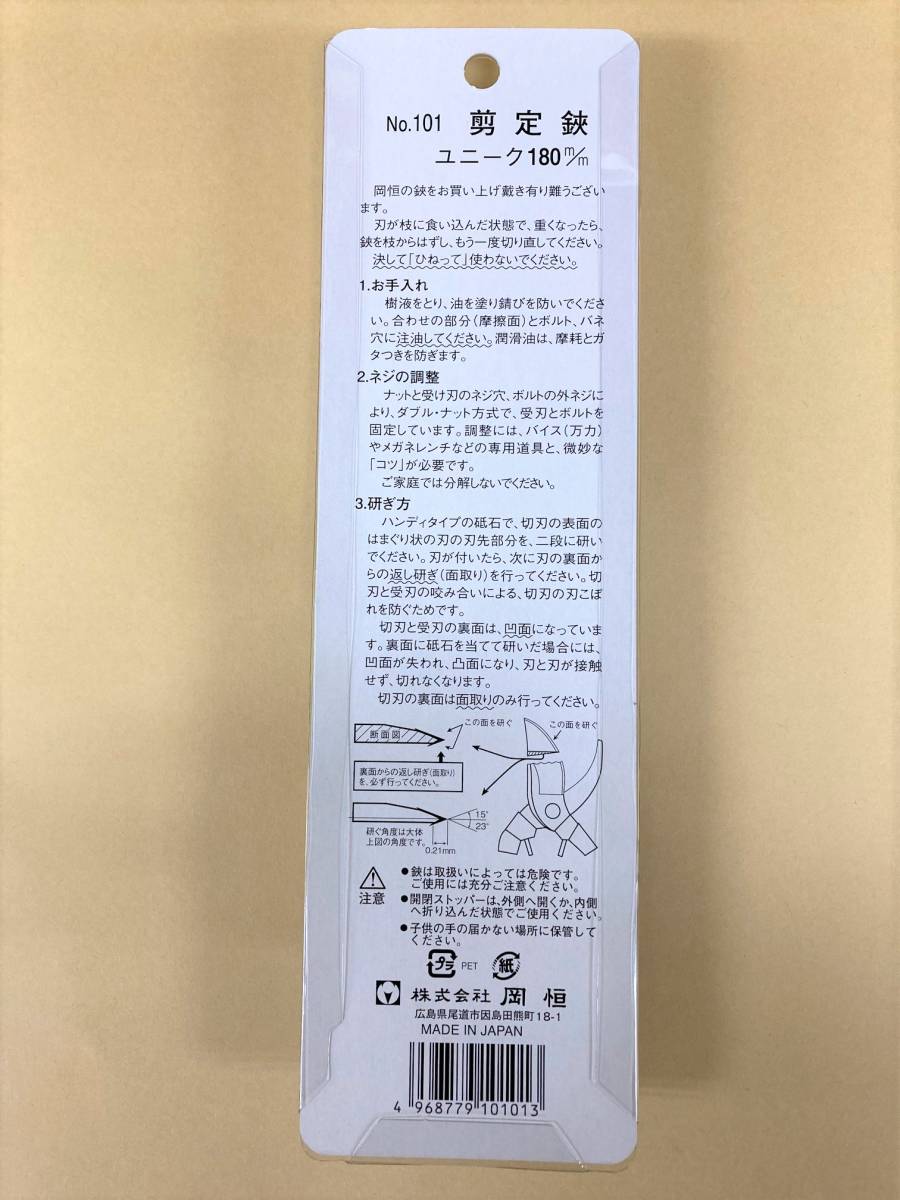 No.101 剪定鋏
ユニーク180m/m
岡恒の鋏をお買い上げ戴き有り難うござい
ます。
刃が枝に食い込んだ状態で、重くなったら、
鋏を枝からはずし、もう一度切り直してください。
決して「ひねって」使わないでください。
1.お手入れ
樹液をとり、油を塗り錆びを防いでくださ
い。合わせの部分(摩擦面)とボルト、バネ
穴に注油してください。潤滑油は、摩耗とガ
タつきを防ぎます。
2.ネジの調整
ナットと受け刃のネジ穴、ボルトの外ネジに
より、ダブル・ナット方式で、受刃とボルトを
固定しています。調整には、バイス(万力)
やメガネレンチなどの専用道具と、微妙な
「コツ」が必要です。
ご家庭では分解しないでください。
3.研ぎ方
ハンディタイプの砥石で、切刃の表面の
はまぐり状の刃の刃先部分を、二段に研い
でください。刃が付いたら、次に刃の裏面か
らの返し研ぎ(面取り)を行ってください。切
刃と受刃の咬み合いによる、切刃の刃こぼ
れを防ぐためです。
切刃と受刃の裏面は、凹面になっていま
す。裏面に砥石を当てて研いだ場合には、
凹面が失われ、凸面になり、刃と刃が接触
せず、切れなくなります。
切刃の裏面は面取りのみ行ってください。
断面図
この面を研ぐ
この面を研ぐ
裏面からの返し研ぎ(面取り)
を、必ず行ってください。
15°
23°
研ぐ角度は大体
上図の角度です。
0.21mm
注意
●鋏は取扱いによっては危険です。
ご使用には充分ご注意ください。
●開閉ストッパーは、外側へ開くか、内側
へ折り込んだ状態でご使用ください。
●子供の手の届かない場所に保管して
ください。
プラ PET 紙
株式会社 岡恒
広島県尾道市因島田熊町18-1
MADE IN JAPAN
4 968779 101013